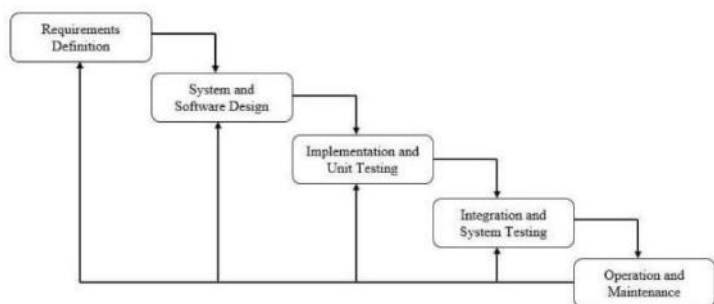 Requirements
Definition
System and
Software Design
Implementation and
Unit Testing
Integration and
System Testing
Operation and
Maintenance